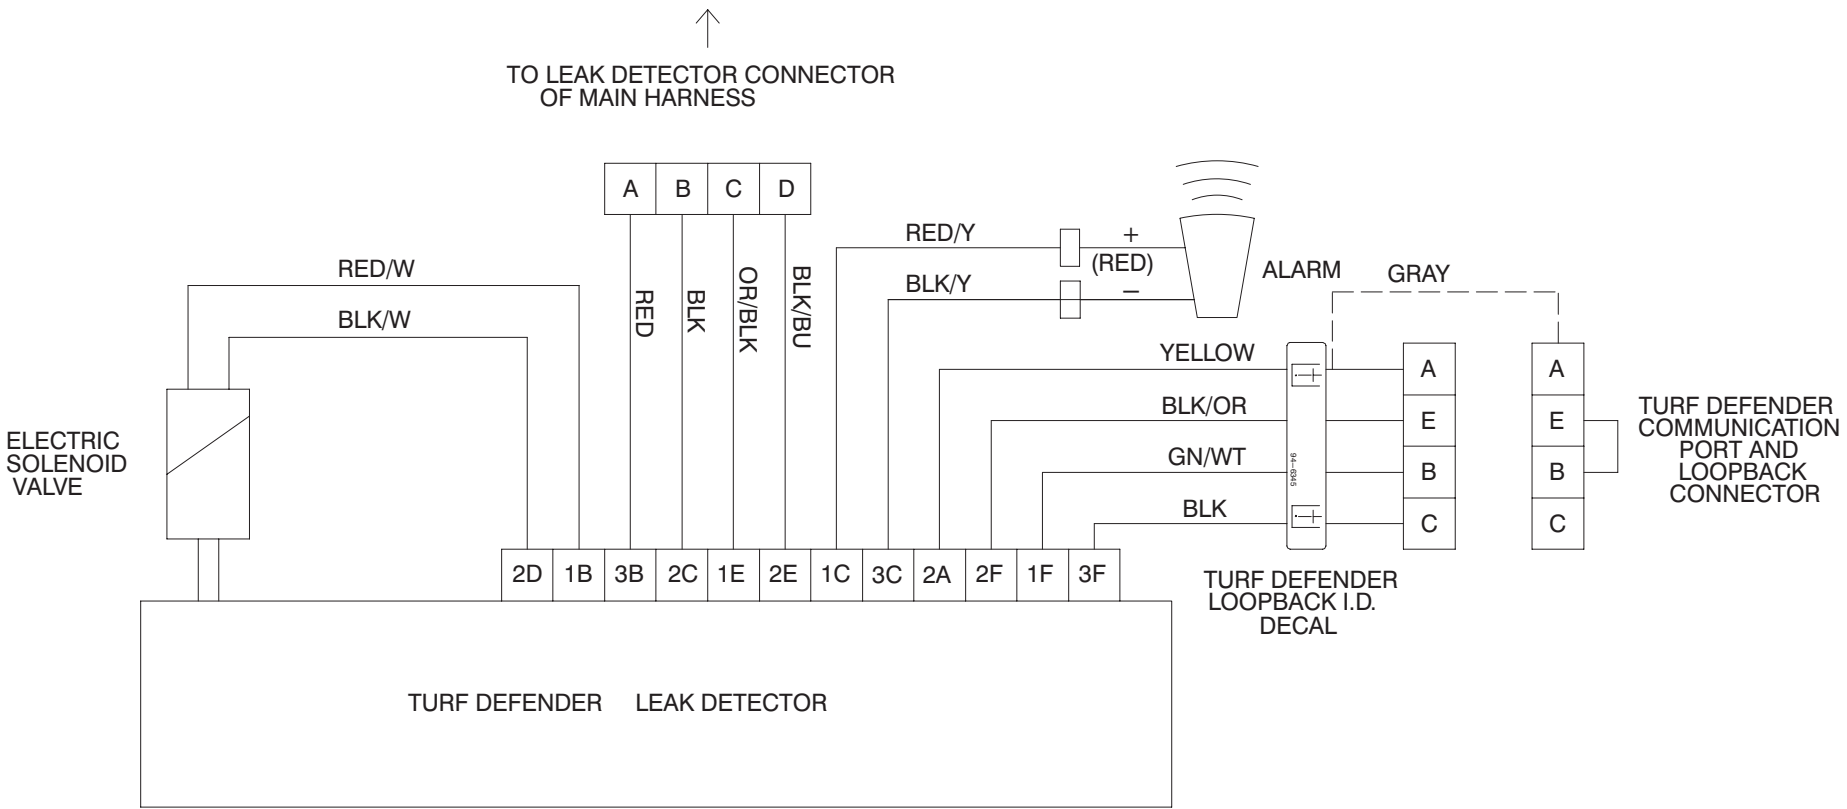 TO LEAK DETECTOR CONNECTOR
OF MAIN HARNESS
A B C D
RED/Y
+
(RED)
BLK/Y
−
ALARM
GRAY
RED/W
BLK/W
RED
BLK
OR/BLK
BLK/BU
YELLOW
BLK/OR
GN/WT
BLK
94-6345
A
E
B
C
A
E
B
C
TURF DEFENDER
COMMUNICATION
PORT AND
LOOPBACK
CONNECTOR
ELECTRIC
SOLENOID
VALVE
2D 1B 3B 2C 1E 2E 1C 3C 2A 2F 1F 3F
TURF DEFENDER
LOOPBACK I.D.
DECAL
TURF DEFENDER LEAK DETECTOR